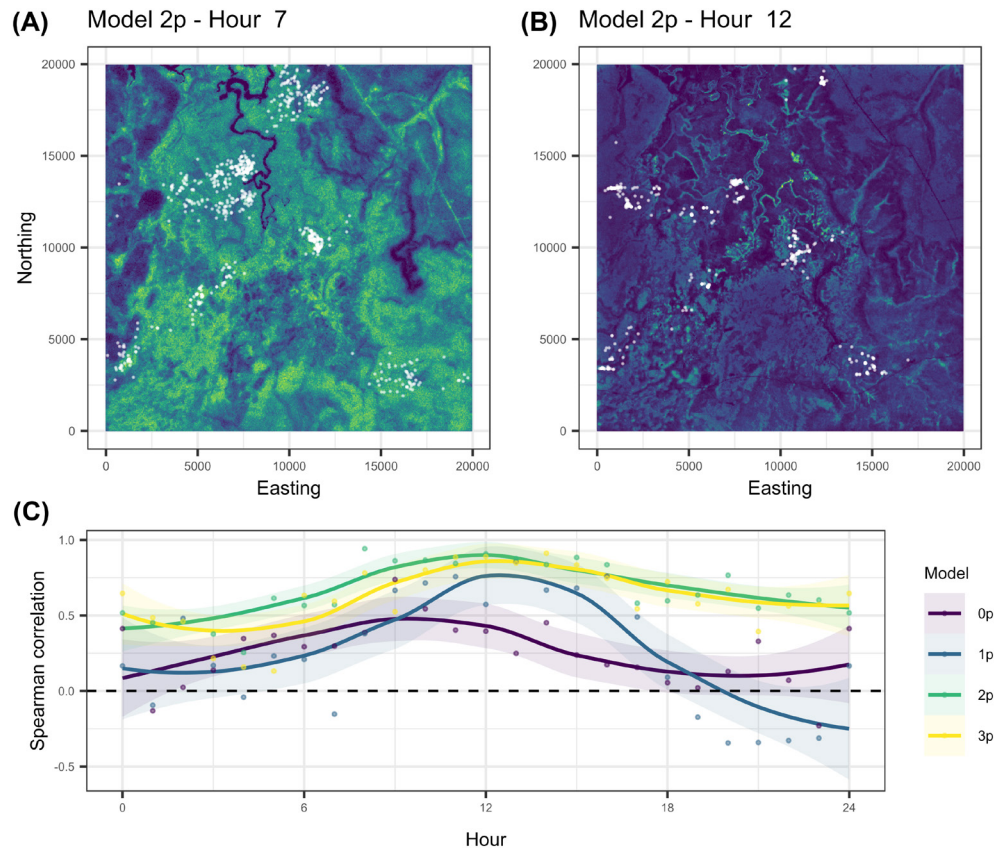 (A) Model 2p - Hour 7
(B) Model 2p - Hour 12
Northing
20000
15000
10000
5000
0
0 5000 10000 15000 20000
Easting
20000
15000
10000
5000
0
0 5000 10000 15000 20000
Easting
(C)
Spearman correlation
1.0
0.5
0.0
-0.5
0 6 12 18 24
Hour
Model
0p
1p
2p
3p